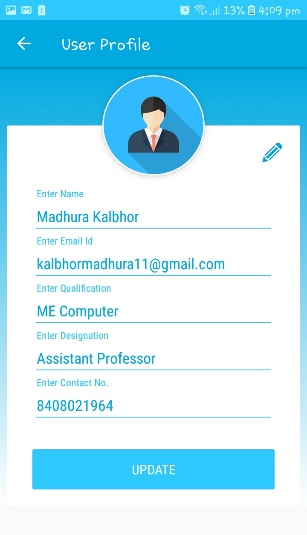 13% 4:09 pm
User Profile
Enter Name
Madhura Kalbhor
Enter Email Id
kalbhormadhura11@gmail.com
Enter Qualification
ME Computer
Enter Designation
Assistant Professor
Enter Contact No.
8408021964
UPDATE